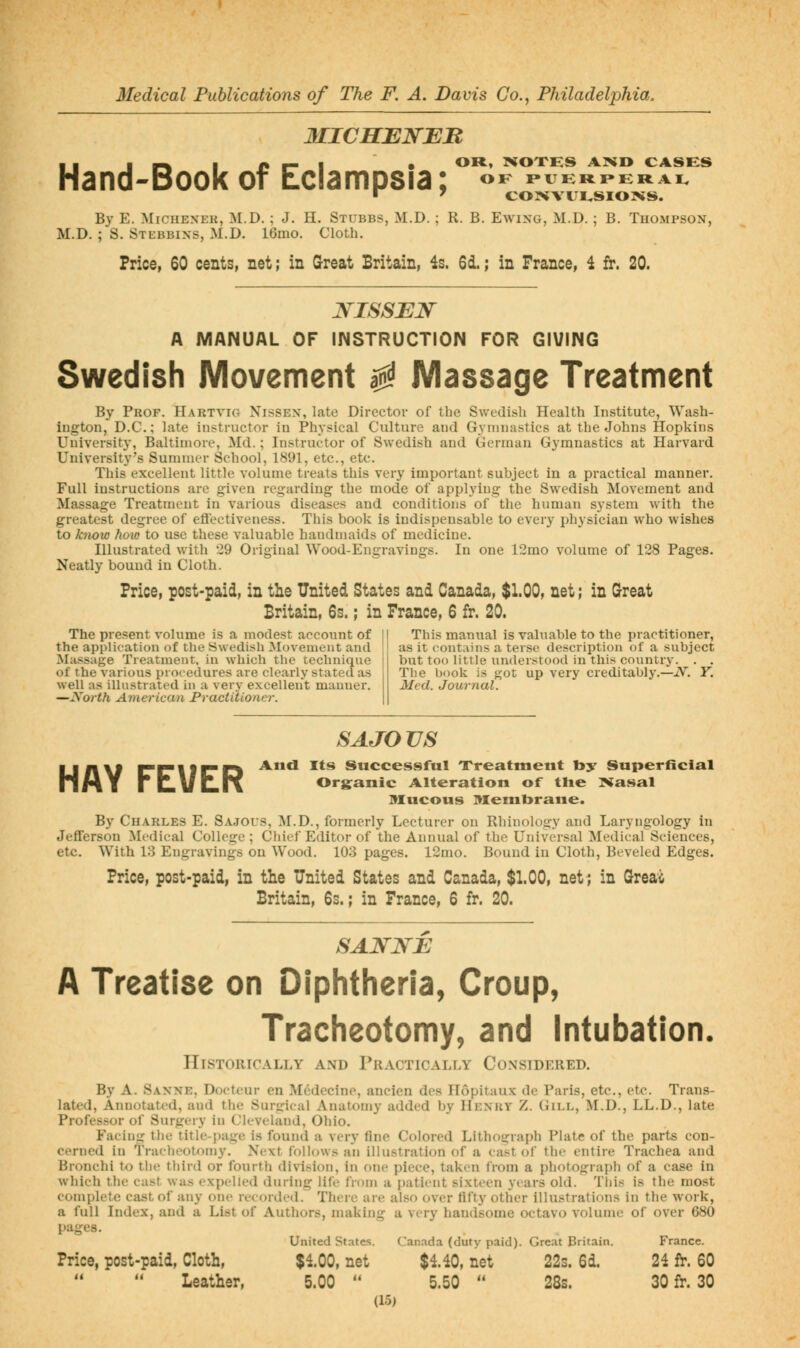 Medical Publications of The F. A. Davis Co., Philadelphia.
MICHENER
Hand-Book of Eclampsia; OR, NOTES AND CASES
OF PUERPERAL
CONVULSIONS.
By E. Michener, M.D. ; J. H. Stubbs, M.D. ; R. B. Ewing, M.D. ; B. Thompson,
M.D. ; S. Stebbins, M.D. 16mo. Cloth.
Price, 60 cents, net; in Great Britain, 4s. 6d.; in France, 4 fr. 20.
NISSEN
A MANUAL OF INSTRUCTION FOR GIVING
Swedish Movement and Massage Treatment
By Prof. Hartvig Nissen, late Director of the Swedish Health Institute, Wash-
ington, D.C.; late instructor in Physical Culture and Gymnastics at the Johns Hopkins
University, Baltimore, Md.; Instructor of Swedish and German Gymnastics at Harvard
University's Summer School, 1891, etc., etc.
This excellent little volume treats this very important subject in a practical manner.
Full instructions are given regarding the mode of applying the Swedish Movement and
Massage Treatment in various diseases and conditions of the human system with the
greatest degree of effectiveness. This book is indispensable to every physician who wishes
to know how to use these valuable handmaids of medicine.
Illustrated with 29 Original Wood-Engravings. In one 12mo volume of 128 Pages.
Neatly bound in Cloth.
Price, post-paid, in the United States and Canada, $1.00, net; in Great
Britain, 6s.; in France, 6 fr. 20.
The present volume is a modest account of
the application of the Swedish Movement and
Massage Treatment, in which the technique
of the various procedures are clearly stated as
well as illustrated in a very excellent manner.
—North American Practitioner.
This manual is valuable to the practitioner,
as it contains a terse description of a subject
but too little understood in this country. . . .
The book is got up very creditably.—N. Y.
Med. Journal.
SAJOUS
HAY FEVER And Its Successful Treatment by Superficial
Organic Alteration of the Nasal
Mucous Membrane.
By Charles E. Sajous, M.D., formerly Lecturer on Rhinology and Laryngology in
Jefferson Medical College; Chief Editor of the Annual of the Universal Medical Sciences,
etc. With 13 Engravings on Wood. 103 pages. 12mo. Bound in Cloth, Beveled Edges.
Price, post-paid, in the United States and Canada, $1.00, net; in Great
Britain, 6s.; in France, 6 fr. 20.
SANNÉ
A Treatise on Diphtheria, Croup,
Tracheotomy, and Intubation.
Historically and Practically Considered.
By A. Sanné, Docteur en Médecine, ancien des Hôpitaux de Paris, etc., etc. Trans-
lated, Annotated, and the Surgical Anatomy added by Henry Z. Gill, M.D., LL.D., late
Professor of Surgery in Cleveland, Ohio.
Facing the title-page is found a very fine Colored Lithograph Plate of the parts con-
cerned in Tracheotomy. Next follows an illustration of a cast of the entire Trachea and
Bronchi to the third or fourth division, in one piece, taken from a photograph of a case in
which the cast was expelled during life from a patient sixteen years old. This is the most
complete cast of any one recorded. There are also over fifty other illustrations in the work,
a full Index, and a List of Authors, making a very handsome octavo volume of over 680
pages.
United States. Canada (duty paid). Great Britain. France.
Price, post-paid, Cloth, $4.00, net $4.40, net 22s. 6d. 24 fr. 60
" " Leather, 5.00 " 5.50 " 28s. 30 fr. 30
(15)